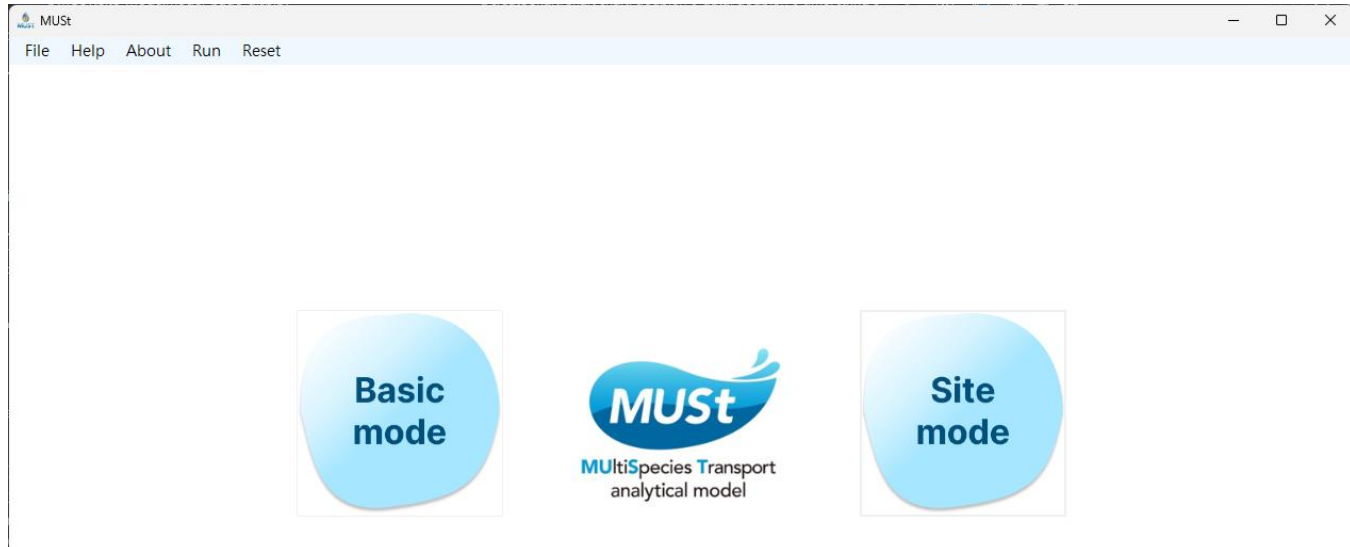 MUSt
File Help About Run Reset
Basic
mode
MUSt
MUltiSpecies Transport
analytical model
Site
mode